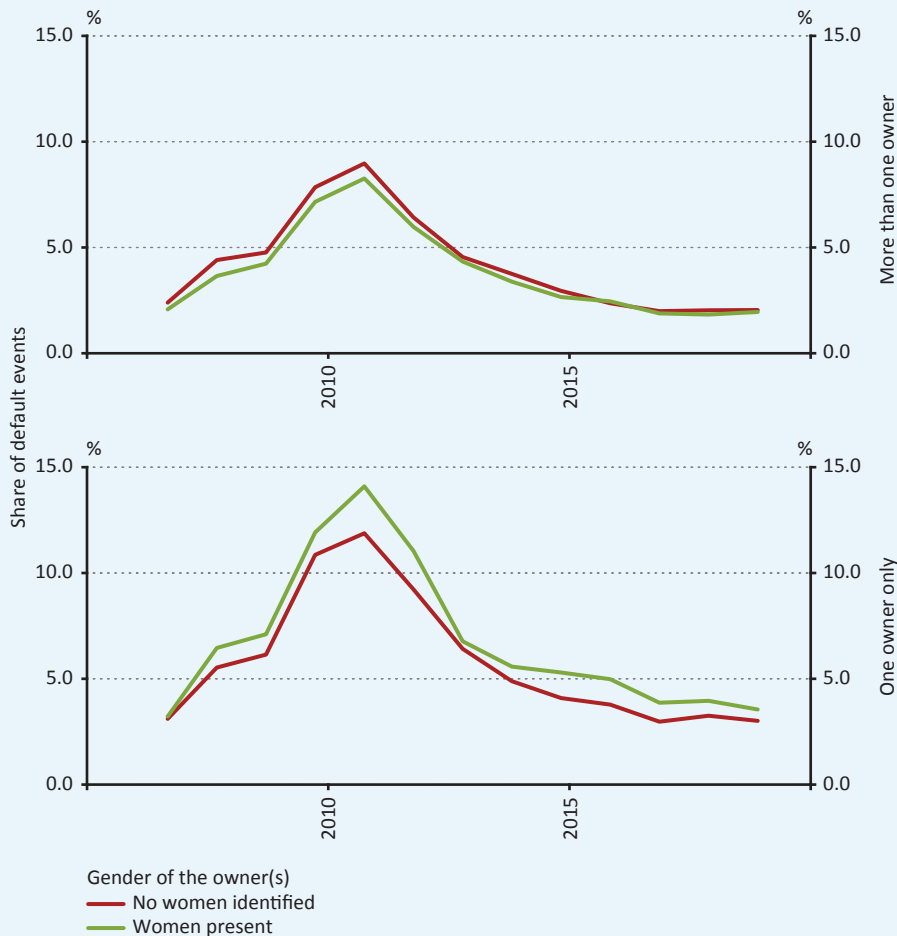 % %
15.0 15.0
10.0 10.0
5.0 5.0
0.0 0.0
2010 2015
More than one owner
Share of default events
% %
15.0 15.0
10.0 10.0
5.0 5.0
0.0 0.0
2010 2015
One owner only
Gender of the owner(s)
No women identified
Women present